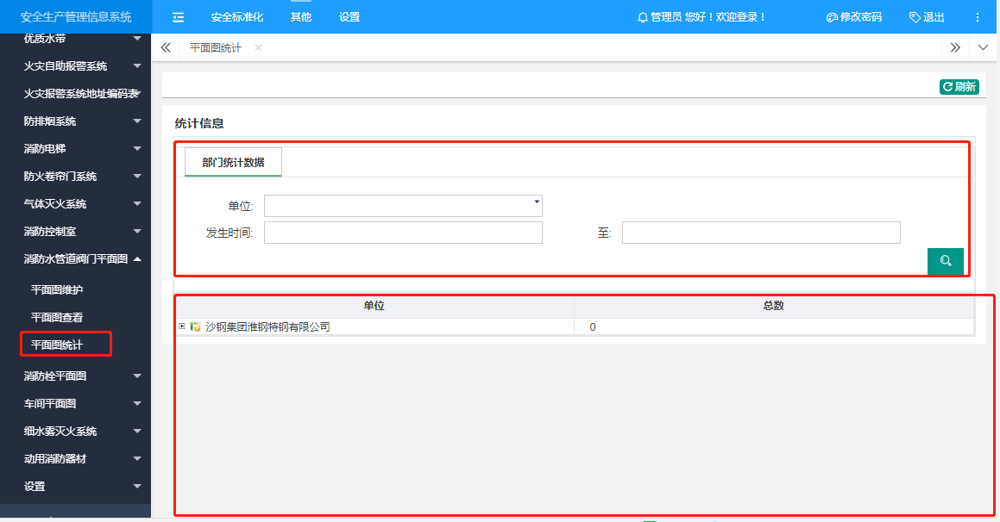 安全生产管理信息系统
安全标准化
其他
设置
管理员 您好！欢迎登录！
修改密码
退出
优质水带
火灾自助报警系统
火灾报警系统地址编码表
防排烟系统
消防电梯
防火卷帘门系统
气体灭火系统
消防控制室
消防水管道阀门平面图
平面图维护
平面图查看
平面图统计
消防栓平面图
车间平面图
细水雾灭火系统
动用消防器材
设置
平面图统计
刷新
统计信息
部门统计数据
单位:
发生时间:
至:
单位
总数
沙钢集团淮钢特钢有限公司
0